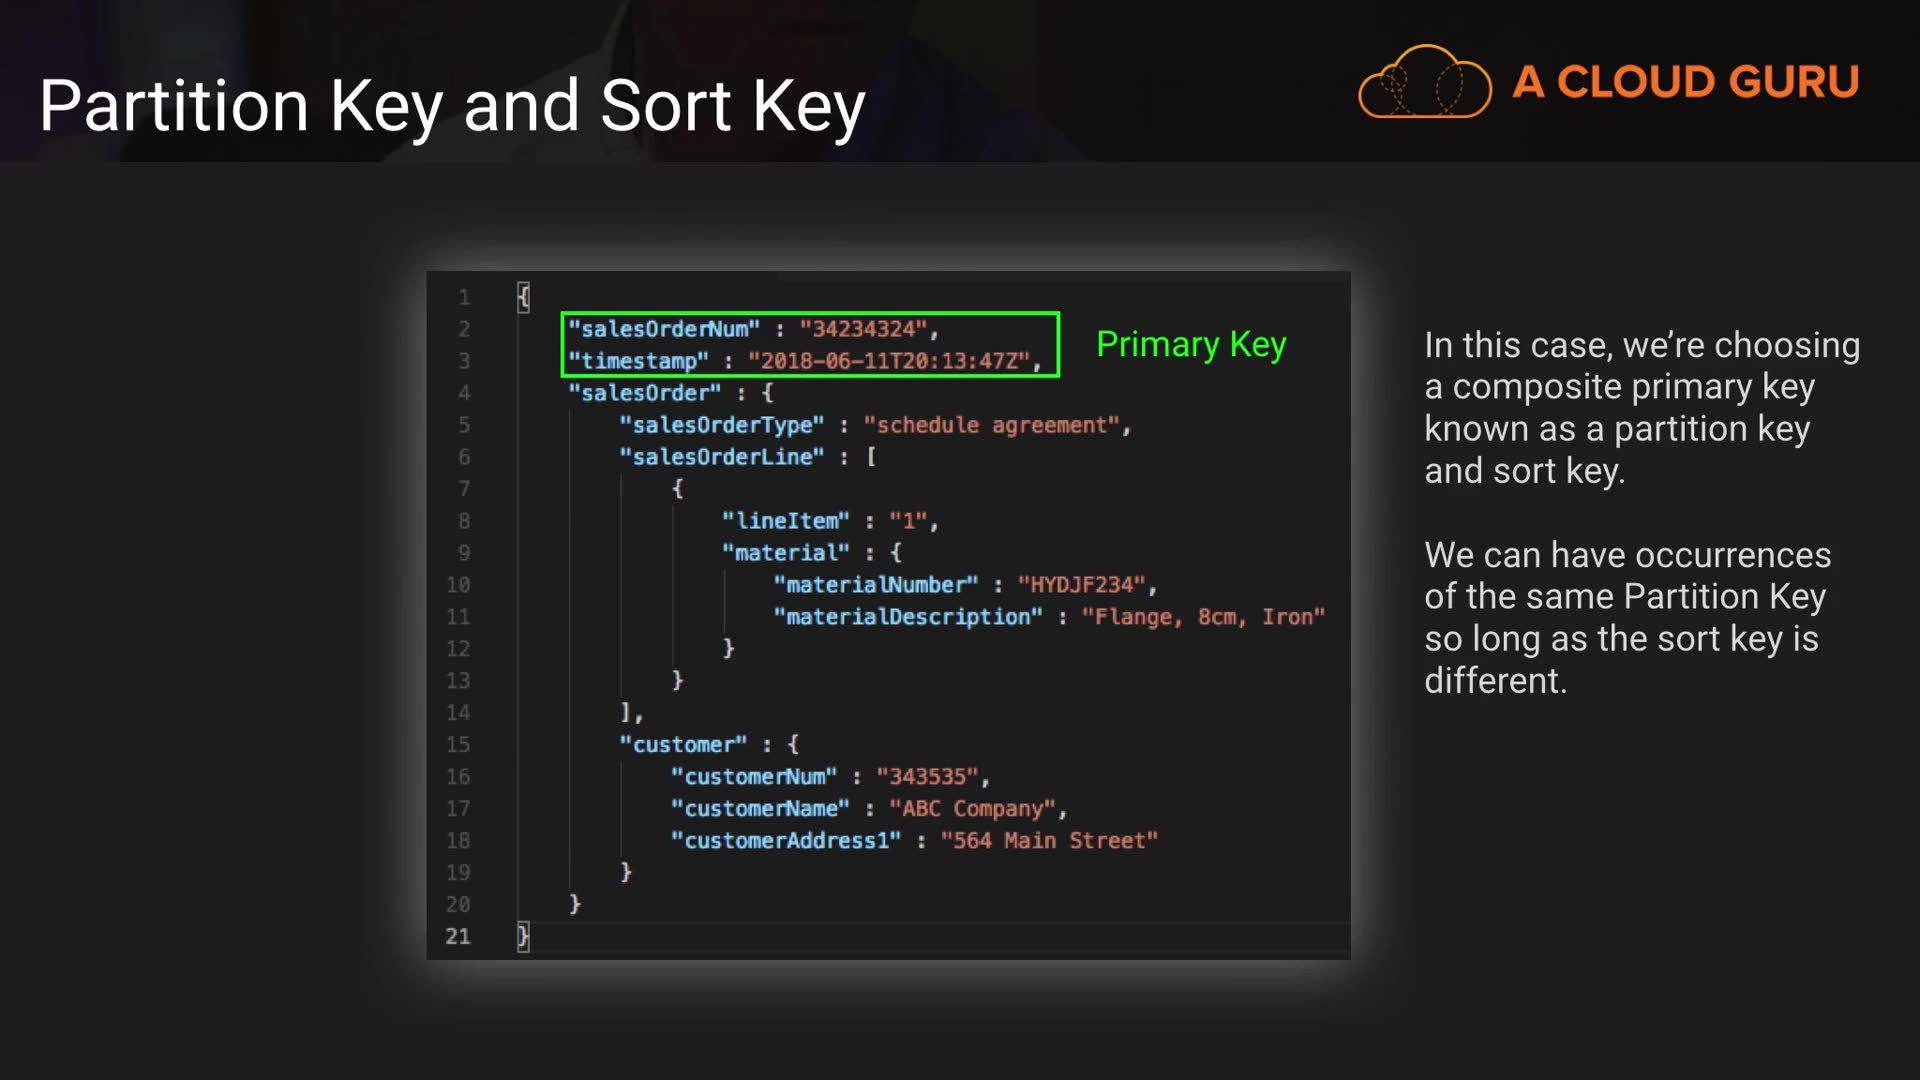 Partition Key and Sort Key
A CLOUD GURU
1 {
2 "salesOrderNum" : "34234324",
3 "timestamp" : "2018-06-11T20:13:47Z",
Primary Key
4 "salesOrder" : {
5 "salesOrderType" : "schedule agreement",
6 "salesOrderLine" : [
7 {
8 "lineItem" : "1",
9 "material" : {
10 "materialNumber" : "HYDJF234",
11 "materialDescription" : "Flange, 8cm, Iron"
12 }
13 }
14 ],
15 "customer" : {
16 "customerNum" : "343535",
17 "customerName" : "ABC Company",
18 "customerAddress1" : "564 Main Street"
19 }
20 }
21 }
In this case, we’re choosing
a composite primary key
known as a partition key
and sort key.
We can have occurrences
of the same Partition Key
so long as the sort key is
different.